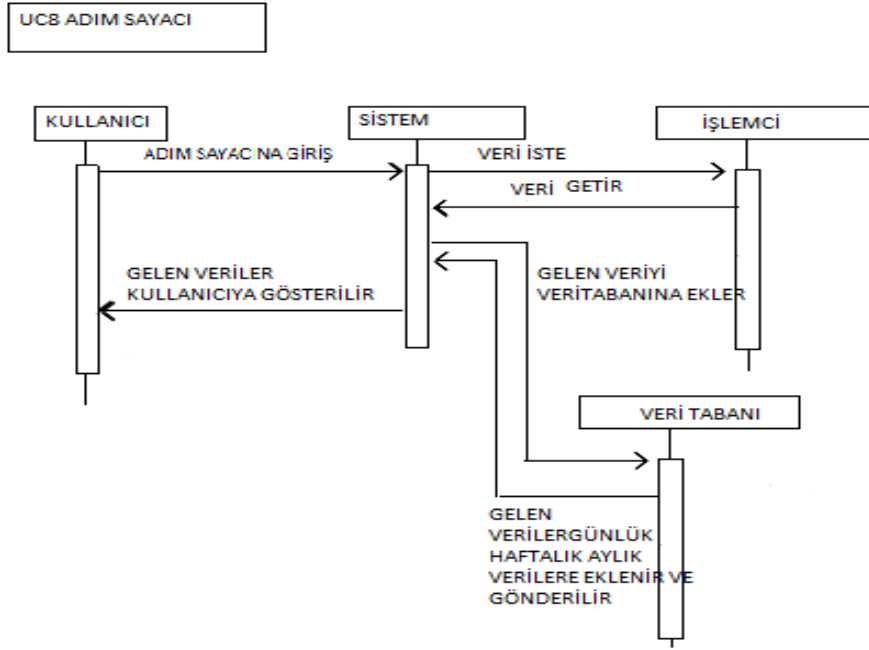 UC8 ADIM SAYACI
KULLANICI
SİSTEM
İŞLEMCİ
ADIM SAYACINA GİRİŞ
VERİ İSTE
VERİ GETİR
GELEN VERİLER
KULLANICIYA GÖSTERİLİR
GELEN VERİYİ
VERİTABANINA EKLER
VERİ TABANI
GELEN
VERİLERGÜNLÜK
HAFTALIK AYLIK
VERİLERE EKLENİR VE
GÖNDERİLİR